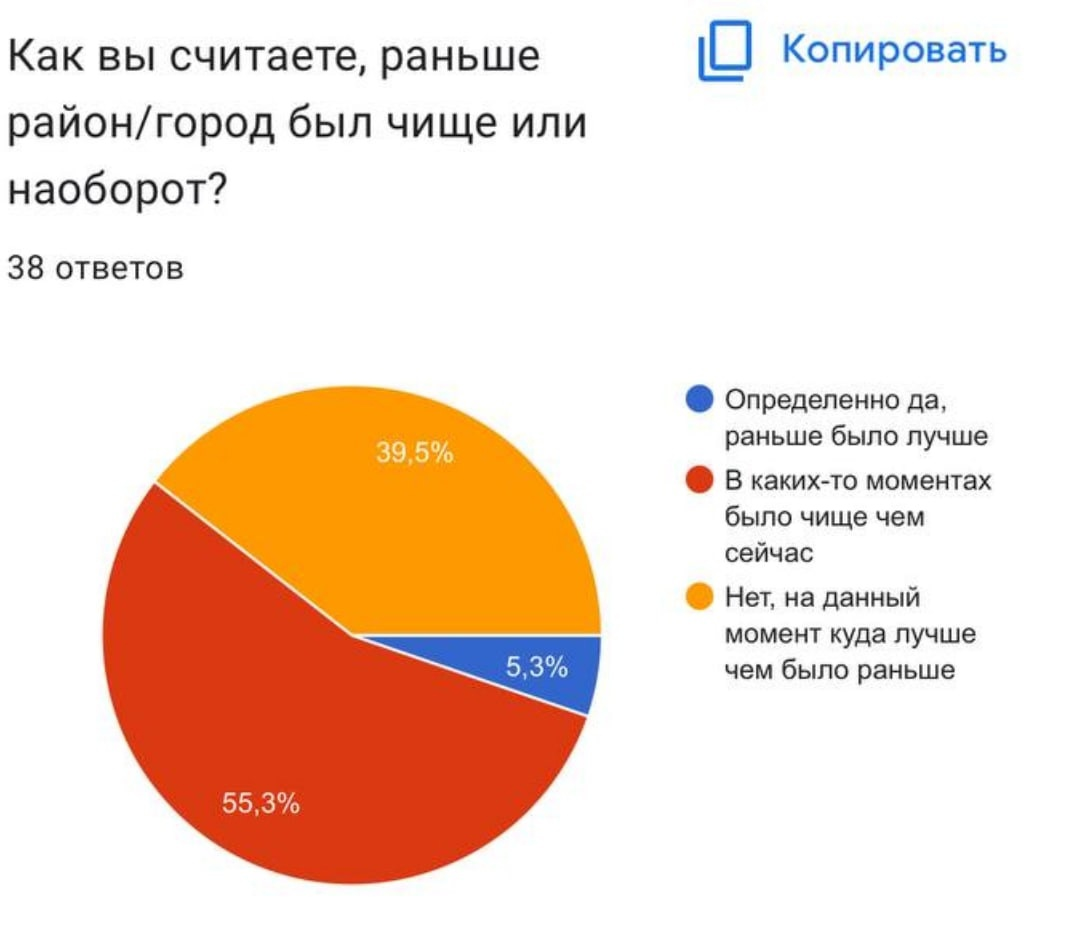 Как вы считаете, раньше
район/город был чище или
наоборот?
Копировать
38 ответов
39,5%
5,3%
55,3%
Определенно да,
раньше было лучше
В каких-то моментах
было чище чем
сейчас
Нет, на данный
момент куда лучше
чем было раньше